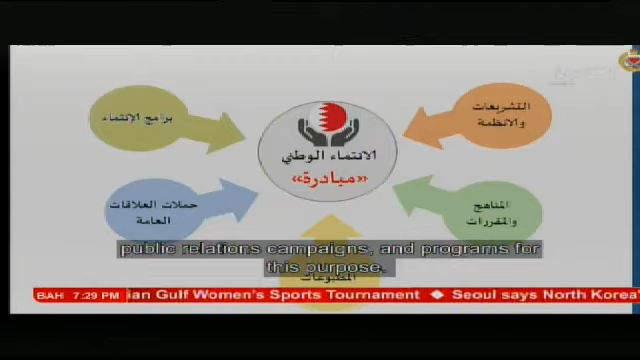 التشريعات
والانظمة
برامج الإنتماء
الانتماء الوطني
«مبادرة»
المناهج
والمقررات
حملات العلاقات
العامة
public relations campaigns, and programs for
this purpose.
المطبوعات
BAH 7:29 PM ian Gulf Women's Sports Tournament ◆ Seoul says North Korea'